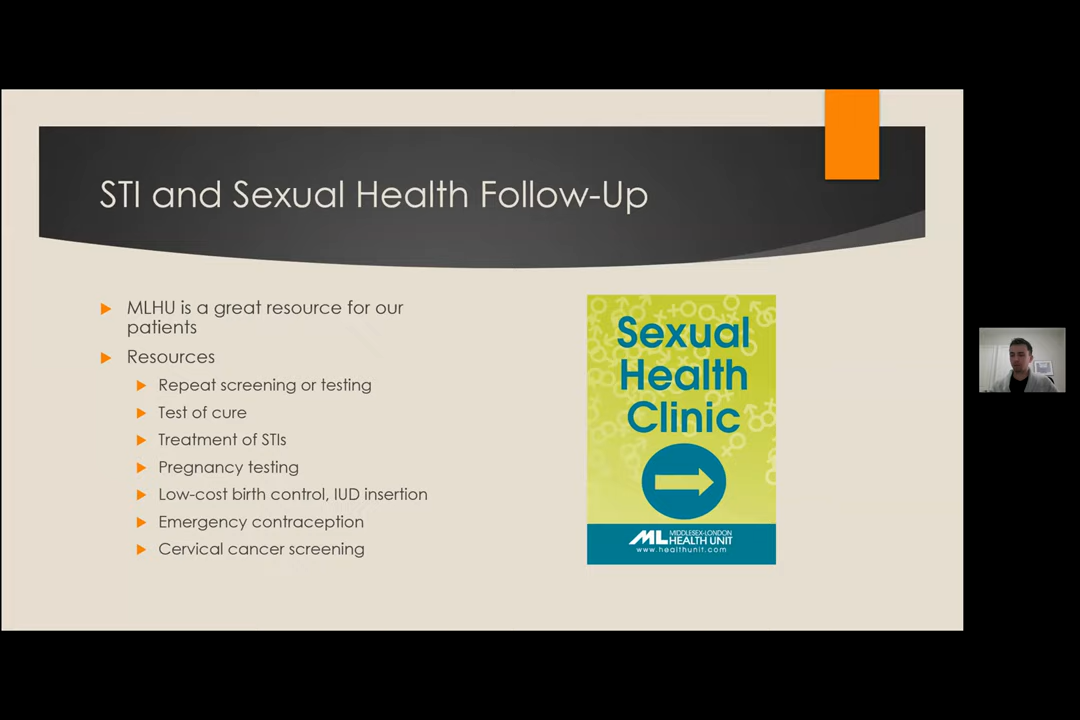 STI and Sexual Health Follow-Up
MLHU is a great resource for our
patients
Resources
Repeat screening or testing
Test of cure
Treatment of STIs
Pregnancy testing
Low-cost birth control, IUD insertion
Emergency contraception
Cervical cancer screening
Sexual
Health
Clinic
ML MIDDLESEX-LONDON
HEALTH UNIT
www.healthunit.com